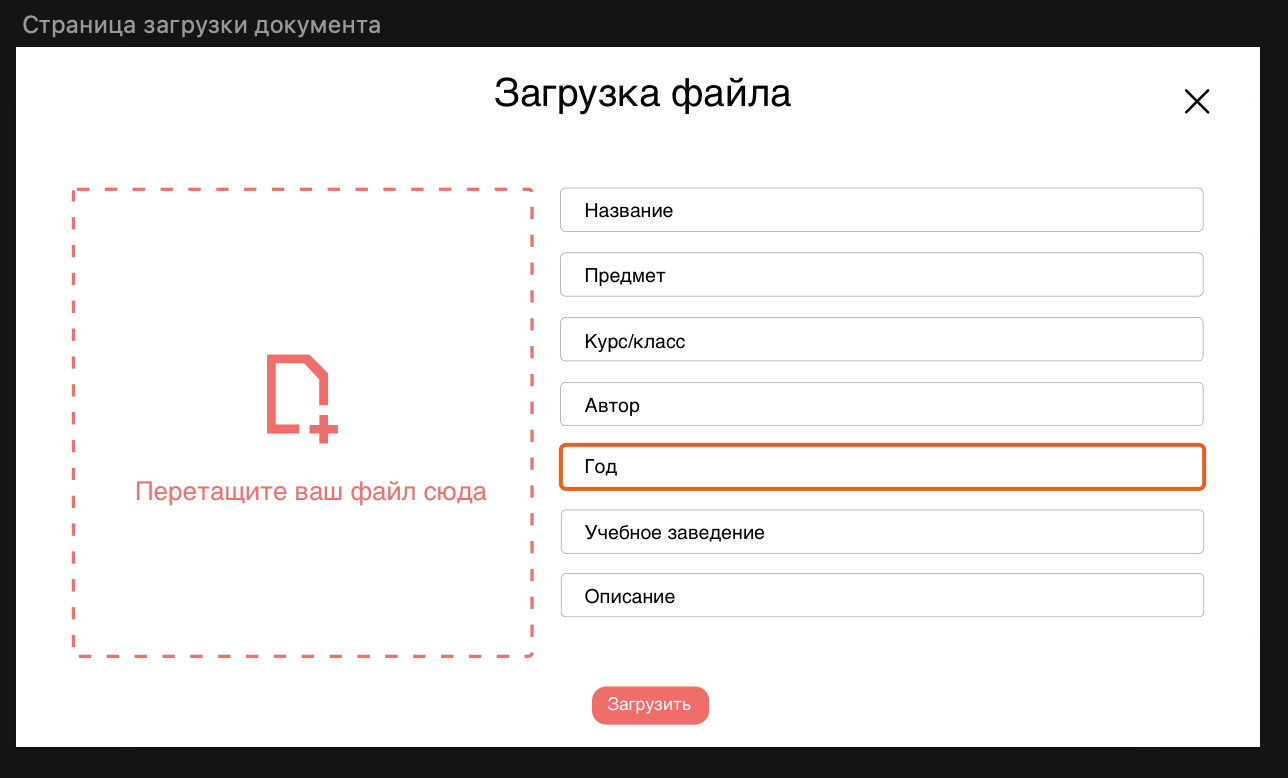 Страница загрузки документа
Загрузка файла
Перетащите ваш файл сюда
Название
Предмет
Курс/класс
Автор
Год
Учебное заведение
Описание
Загрузить